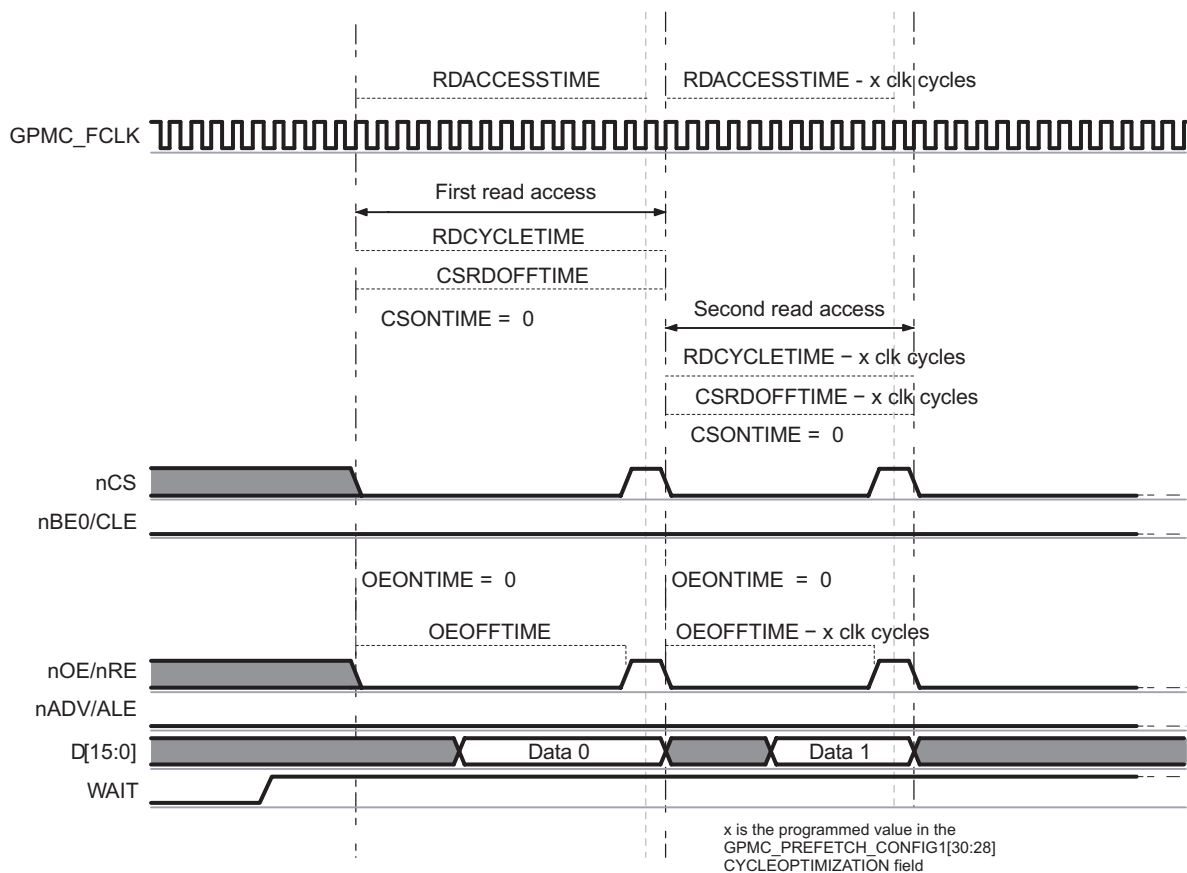 RDACCESSTIME
RDACCESSTIME - x clk cycles
GPMC_FCLK
First read access
RDCYCLETIME
CSRDOFFTIME
CSONTIME = 0
Second read access
RDCYCLETIME − x clk cycles
CSRDOFFTIME − x clk cycles
CSONTIME = 0
nCS
nBE0/CLE
OEONTIME = 0
OEONTIME = 0
OEOFFTIME
OEOFFTIME − x clk cycles
nOE/nRE
nADV/ALE
D[15:0]
Data 0
Data 1
WAIT
x is the programmed value in the
GPMC_PREFETCH_CONFIG1[30:28]
CYCLEOPTIMIZATION field